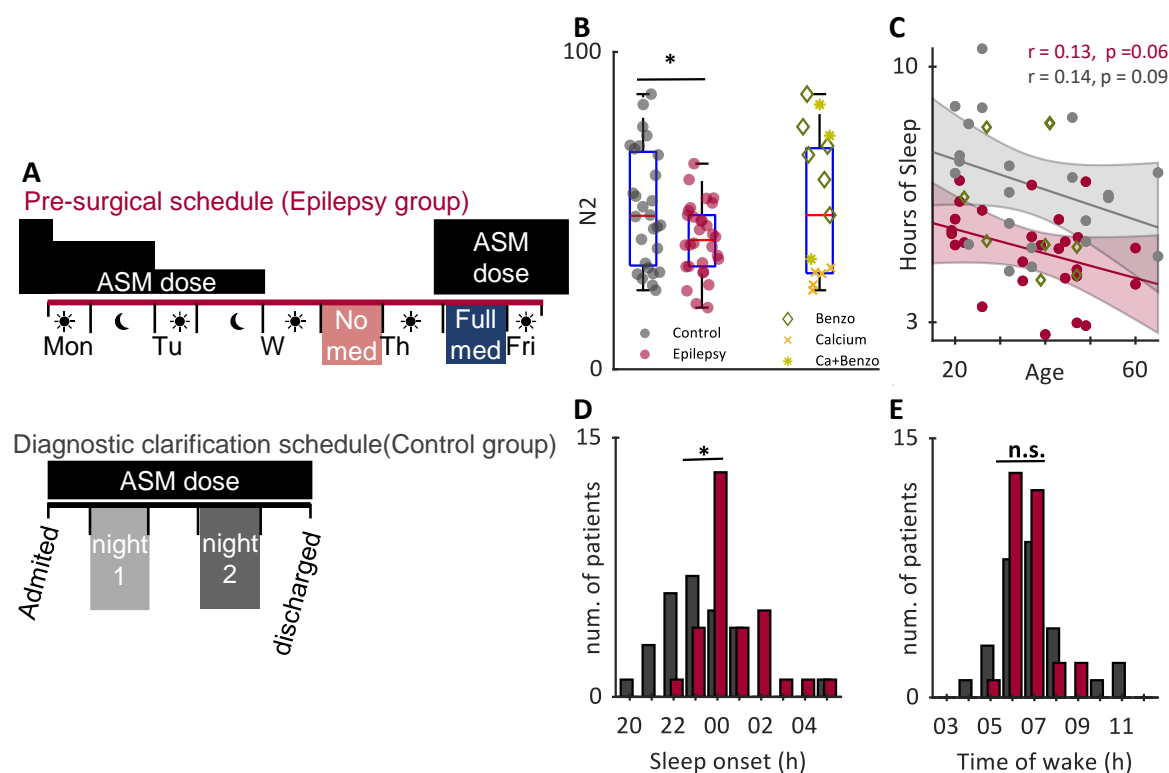 A
Pre-surgical schedule (Epilepsy group)
ASM dose
ASM
dose
No
med
Full
med
Mon
Tu
W
Th
Fri
Diagnostic clarification schedule(Control group)
ASM dose
Admited
night
1
night
2
discharged
B
100
*
N2
0
Control
Epilepsy
Benzo
Calcium
Ca+Benzo
C
r = 0.13, p =0.06
r = 0.14, p = 0.09
10
Hours of Sleep
3
20
Age
60
D
15
*
num. of patients
0
20 22 00 02 04
Sleep onset (h)
E
15
n.s.
num. of patients
0
03 05 07 09 11
Time of wake (h)